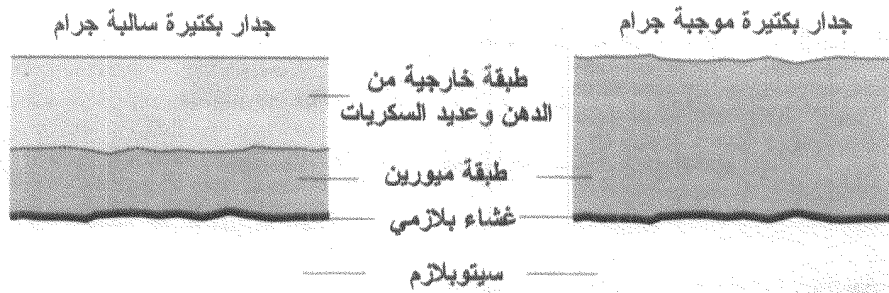 جدار بكتيرة موجبة جرام
جدار بكتيرة سالبة جرام
طبقة خارجية من
الدهن وعديد السكريات
طبقة ميورين
غشاء بلازمي
سيتوبلازم